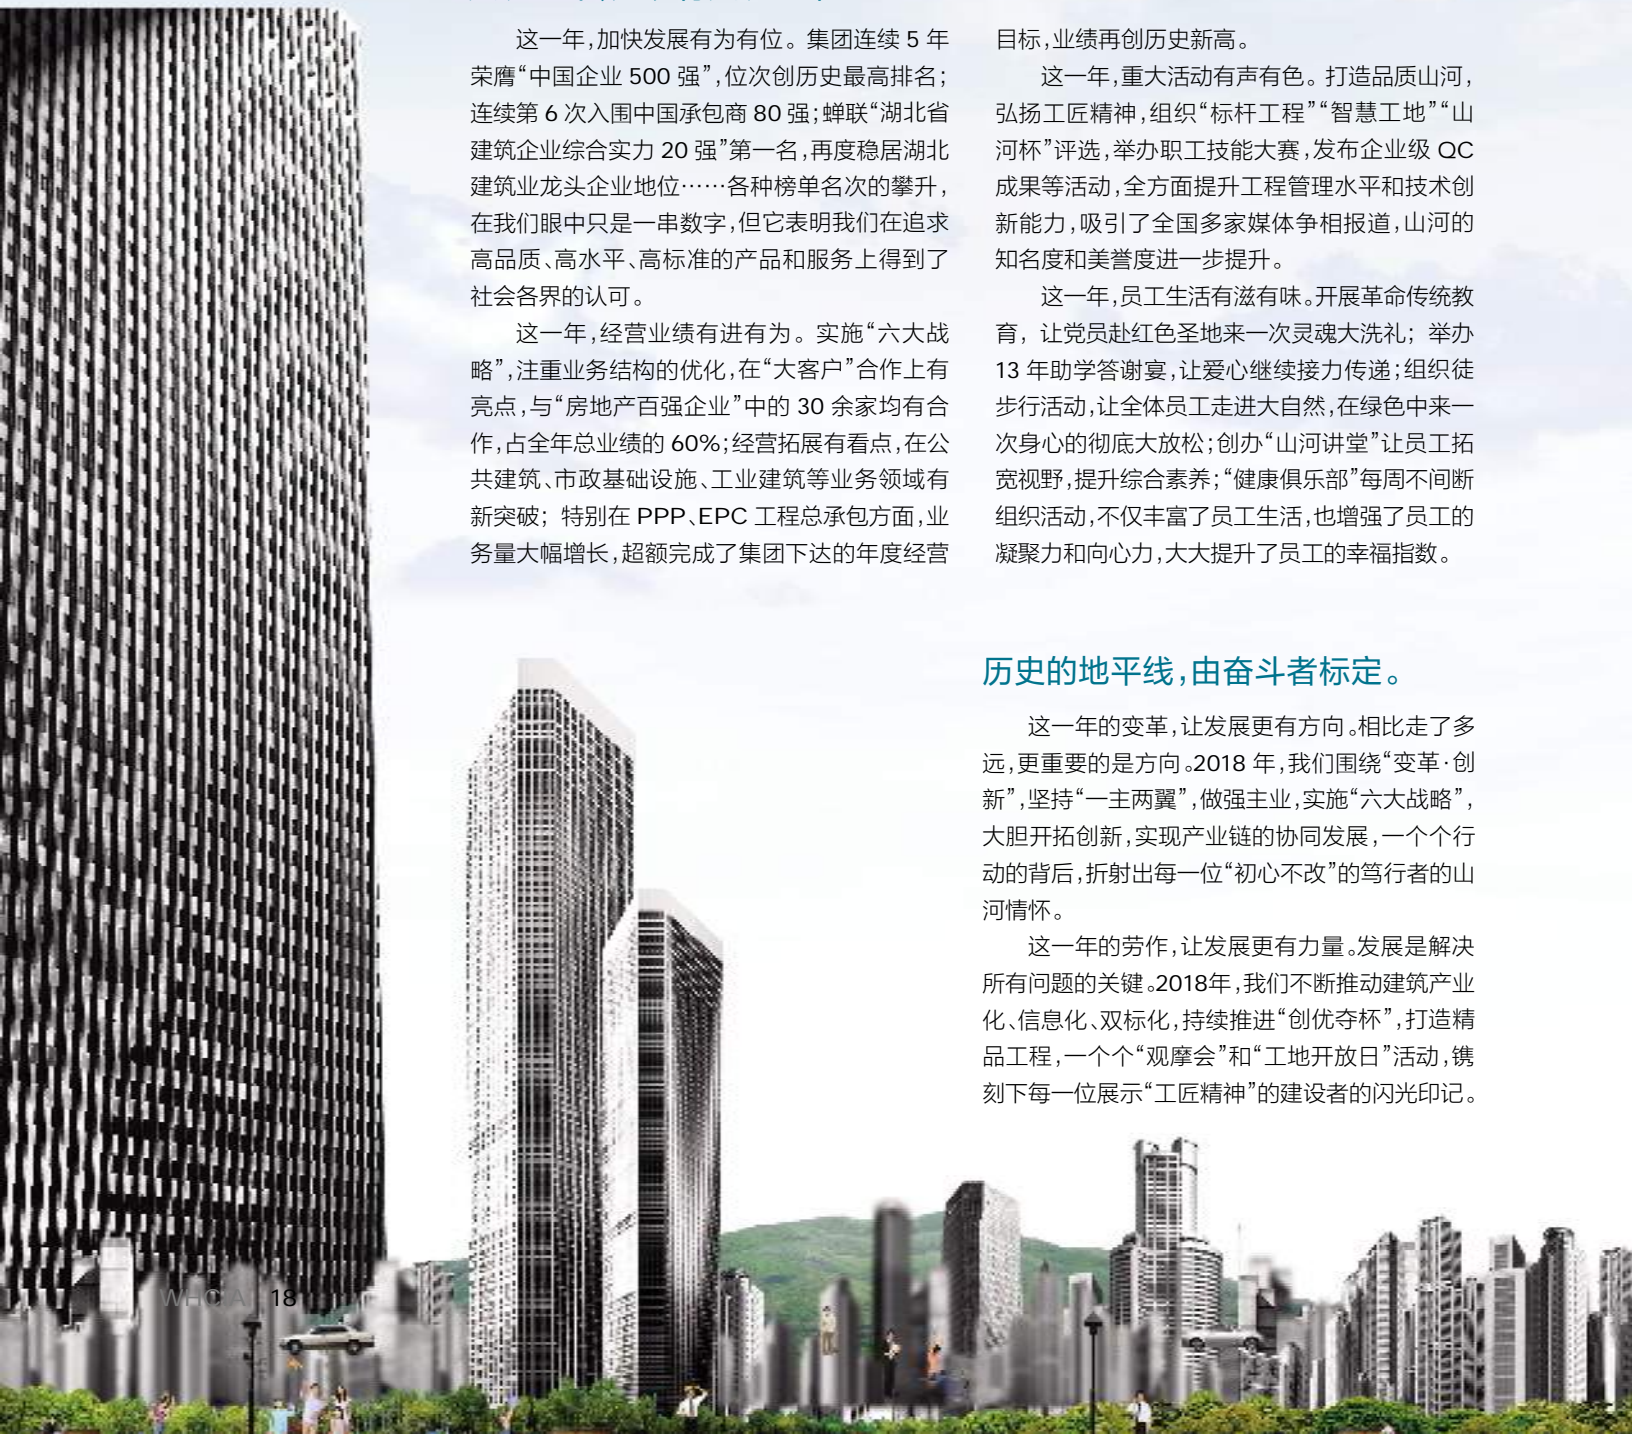 这一年,加快发展有为有位。集团连续 5 年
荣膺“中国企业 500 强”,位次创历史最高排名;
连续第 6 次入围中国承包商 80 强;蝉联“湖北省
建筑企业综合实力 20 强”第一名,再度稳居湖北
建筑业龙头企业地位……各种榜单名次的攀升,
在我们眼中只是一串数字,但它表明我们在追求
高品质、高水平、高标准的产品和服务上得到了
社会各界的认可。
这一年,经营业绩有进有为。实施“六大战
略”,注重业务结构的优化,在“大客户”合作上有
亮点,与“房地产百强企业”中的 30 余家均有合
作,占全年总业绩的 60%;经营拓展有看点,在公
共建筑、市政基础设施、工业建筑等业务领域有
新突破; 特别在 PPP、EPC 工程总承包方面,业
务量大幅增长,超额完成了集团下达的年度经营
目标,业绩再创历史新高。
这一年,重大活动有声有色。打造品质山河,
弘扬工匠精神,组织“标杆工程”“智慧工地”“山
河杯”评选,举办职工技能大赛,发布企业级 QC
成果等活动,全方面提升工程管理水平和技术创
新能力,吸引了全国多家媒体争相报道,山河的
知名度和美誉度进一步提升。
这一年,员工生活有滋有味。开展革命传统教
育, 让党员赴红色圣地来一次灵魂大洗礼; 举办
13 年助学答谢宴,让爱心继续接力传递;组织徒
步行活动,让全体员工走进大自然,在绿色中来一
次身心的彻底大放松;创办“山河讲堂”让员工拓
宽视野,提升综合素养;“健康俱乐部”每周不间断
组织活动,不仅丰富了员工生活,也增强了员工的
凝聚力和向心力,大大提升了员工的幸福指数。
历史的地平线,由奋斗者标定。
这一年的变革,让发展更有方向。相比走了多
远,更重要的是方向。2018 年,我们围绕“变革·创
新”,坚持“一主两翼”,做强主业,实施“六大战略”,
大胆开拓创新,实现产业链的协同发展,一个个行
动的背后,折射出每一位“初心不改”的笃行者的山
河情怀。
这一年的劳作,让发展更有力量。发展是解决
所有问题的关键。2018年,我们不断推动建筑产业
化、信息化、双标化,持续推进“创优夺杯”,打造精
品工程,一个个“观摩会”和“工地开放日”活动,镌
刻下每一位展示“工匠精神”的建设者的闪光印记。
18